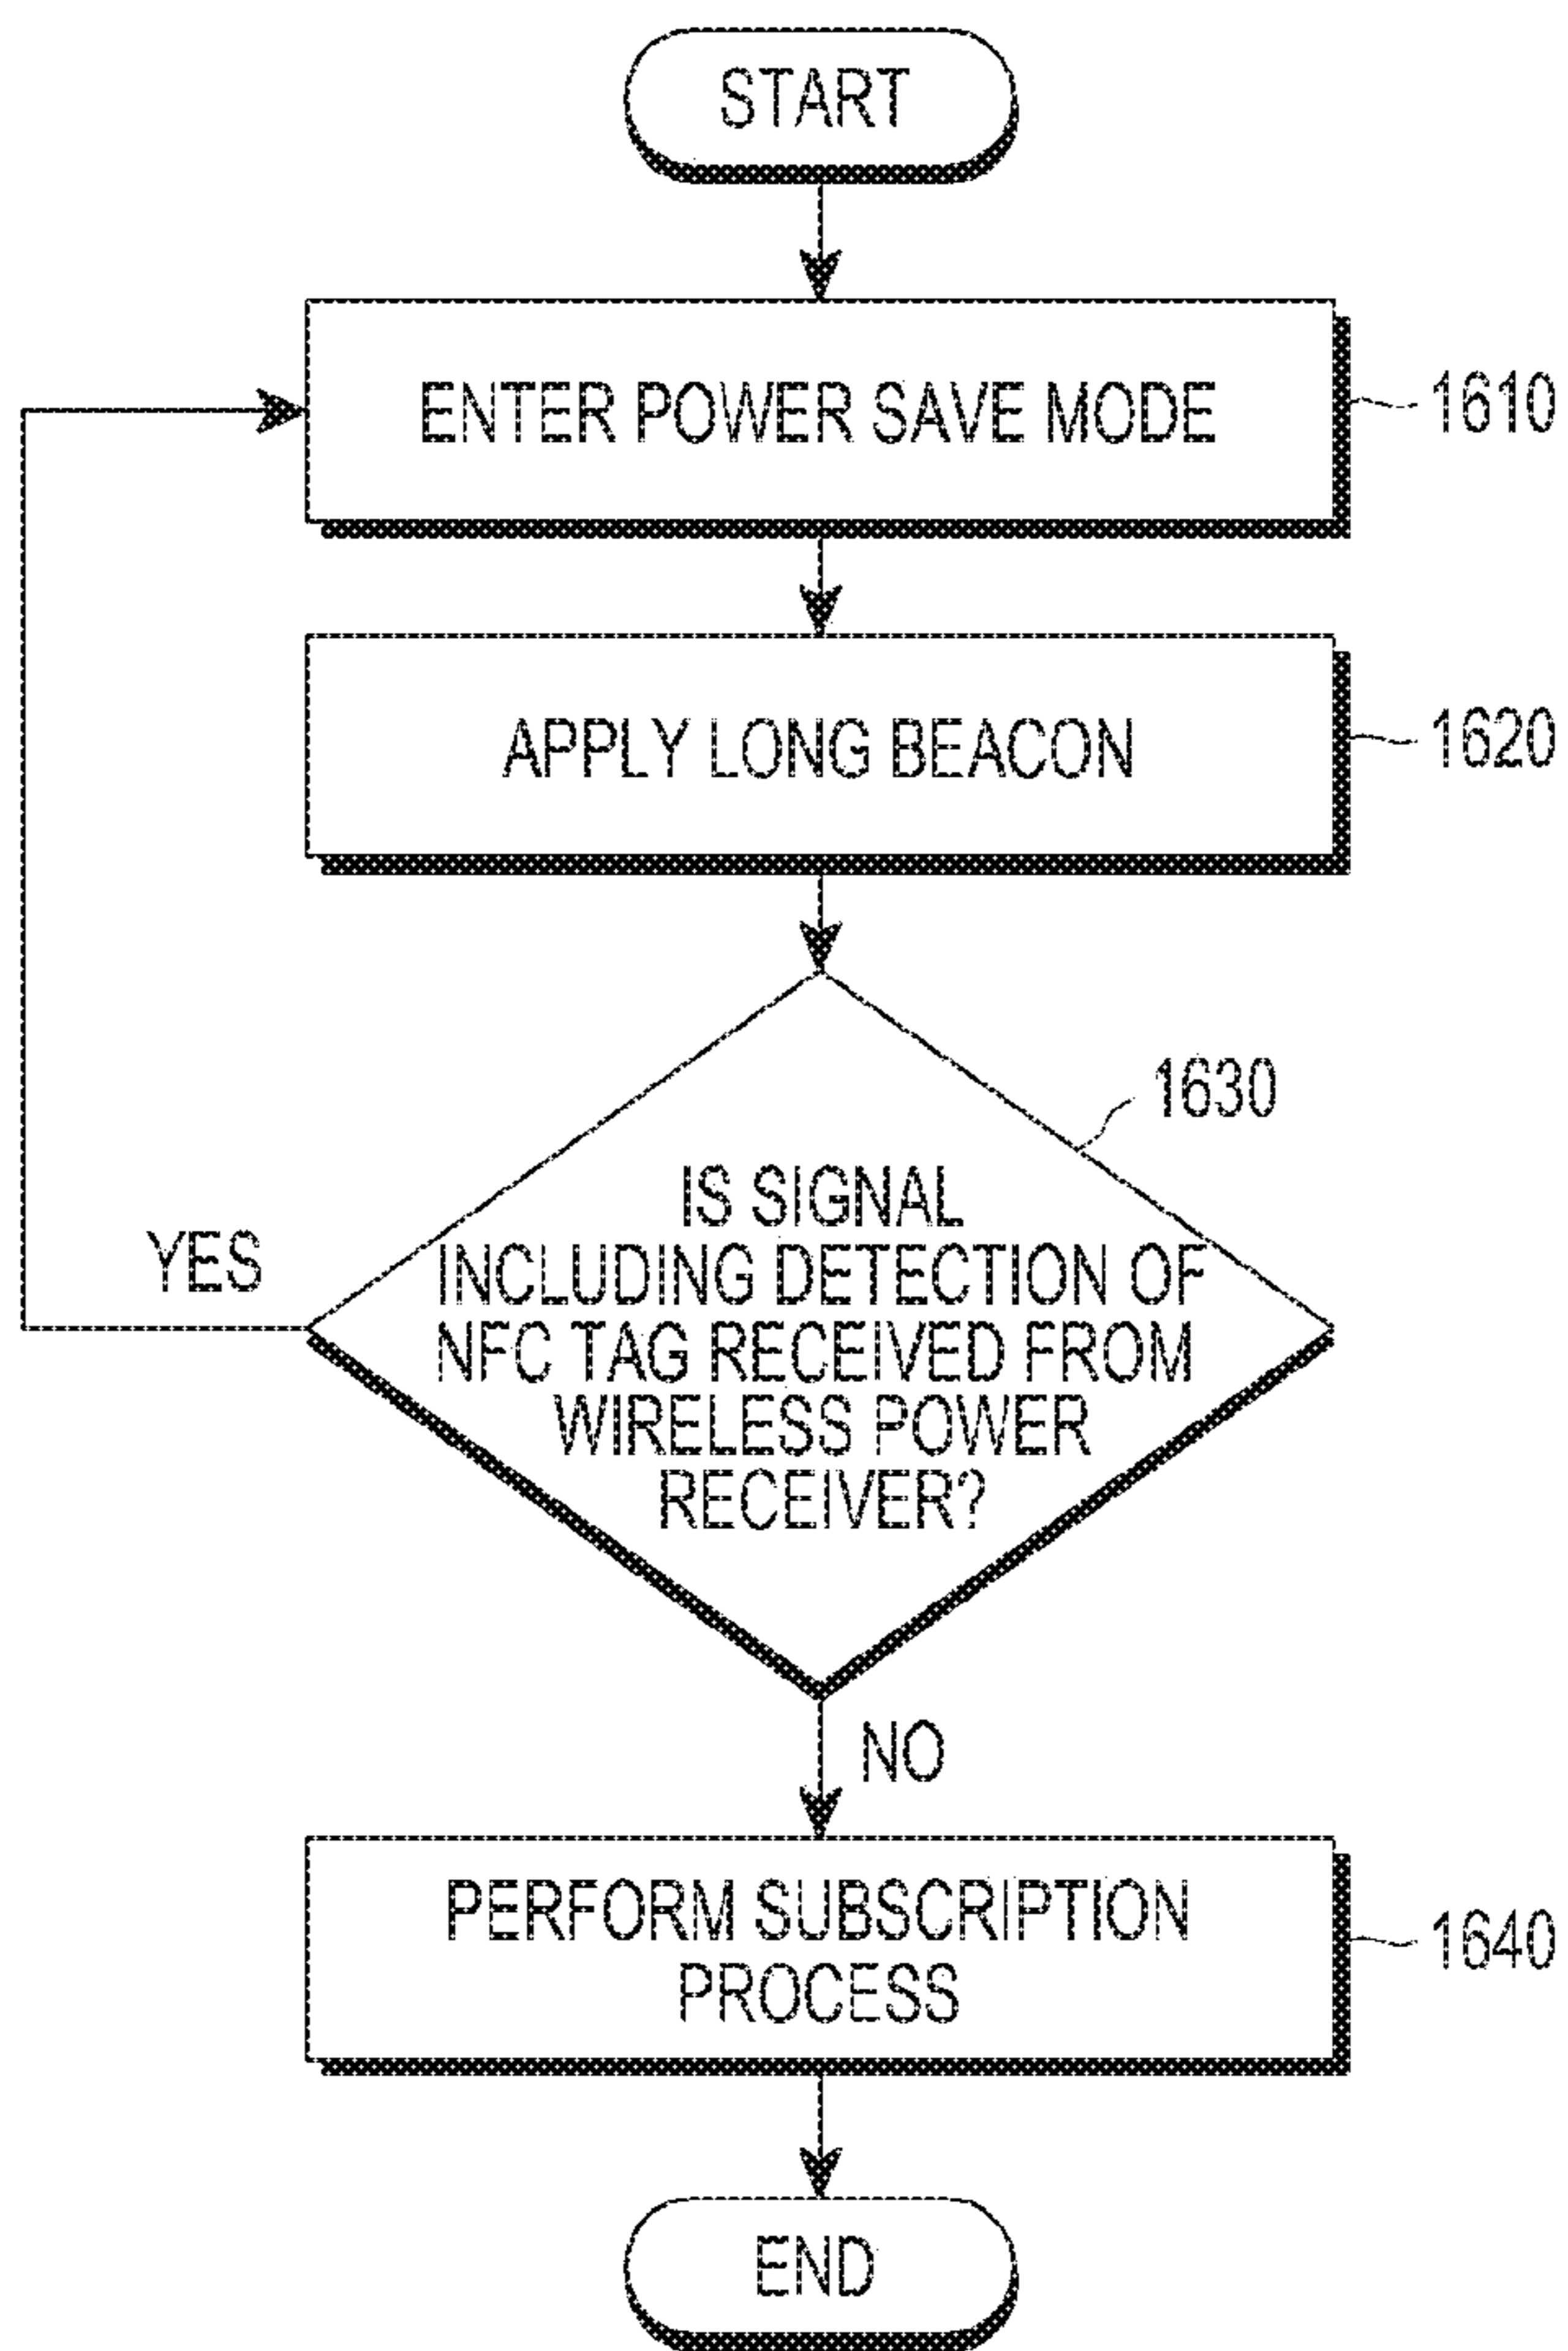 START
ENTER POWER SAVE MODE
1610
APPLY LONG BEACON
1620
1630
IS SIGNAL
INCLUDING DETECTION OF
NFC TAG RECEIVED FROM
WIRELESS POWER
RECEIVER?
YES
NO
PERFORM SUBSCRIPTION
PROCESS
1640
END